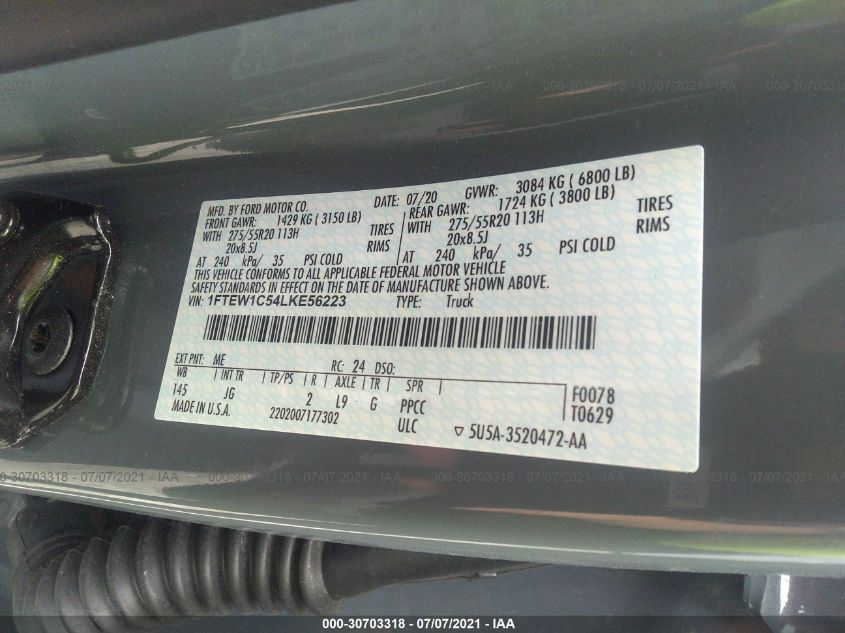 MFD. BY FORD MOTOR CO.
DATE: 07/20 GVWR: 3084 KG ( 6800 LB)
FRONT GAWR: 1429 KG ( 3150 LB) REAR GAWR: 1724 KG ( 3800 LB)
WITH 275/55R20 113H TIRES WITH 275/55R20 113H TIRES
20x8.5J RIMS 20x8.5J RIMS
AT 240 kPa/ 35 PSI COLD AT 240 kPa/ 35 PSI COLD
THIS VEHICLE CONFORMS TO ALL APPLICABLE FEDERAL MOTOR VEHICLE
SAFETY STANDARDS IN EFFECT ON THE DATE OF MANUFACTURE SHOWN ABOVE.
VIN: 1FTEW1C54LKE56223 TYPE: Truck
EXT PNT: ME RC: 24 DSO:
WB INT TR TP/PS R AXLE TR SPR
145 JG 2 L9 G PPCC F0078
MADE IN U.S.A. 2202007177302 ULC T0629
5U5A-3520472-AA
000-30703318 - 07/07/2021 - IAA